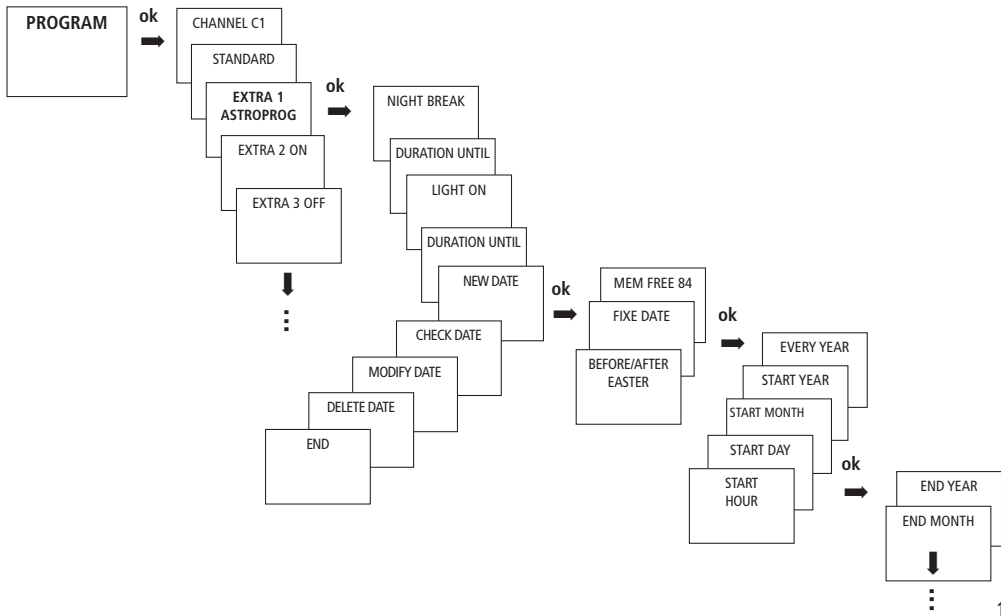 PROGRAM
ok
CHANNEL C1
STANDARD
EXTRA 1
ASTROPROG
EXTRA 2 ON
EXTRA 3 OFF
ok
NIGHT BREAK
DURATION UNTIL
LIGHT ON
DURATION UNTIL
NEW DATE
CHECK DATE
MODIFY DATE
DELETE DATE
END
ok
MEM FREE 84
FIXE DATE
BEFORE/AFTER
EASTER
ok
EVERY YEAR
START YEAR
START MONTH
START DAY
START
HOUR
ok
END YEAR
END MONTH